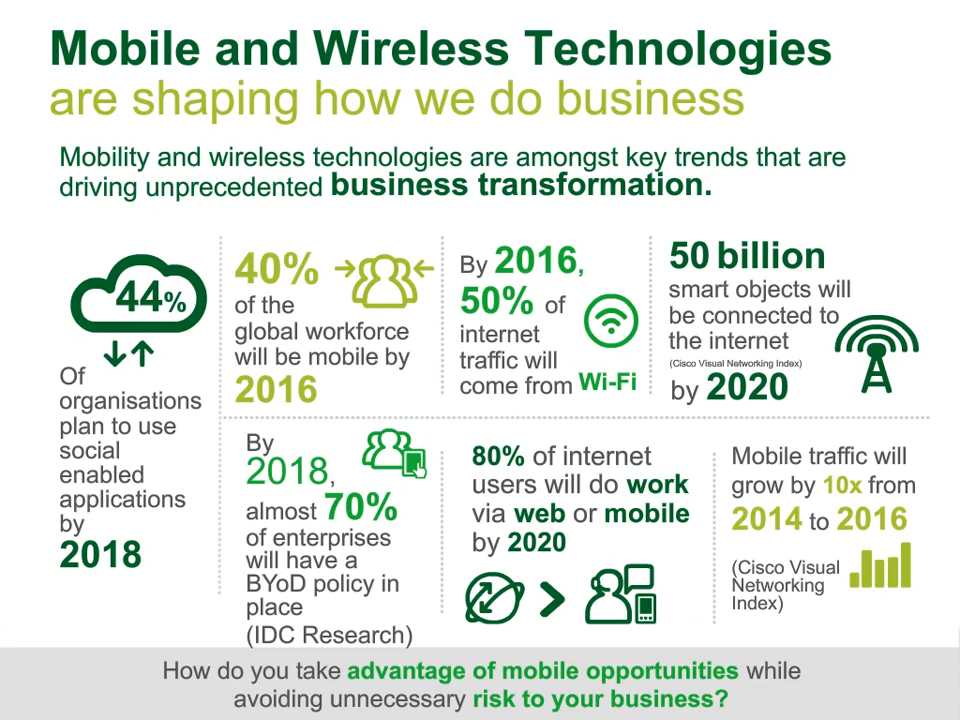 Mobile and Wireless Technologies
are shaping how we do business
Mobility and wireless technologies are amongst key trends that are
driving unprecedented business transformation.
44%
Of
organisations
plan to use
social
enabled
applications
by
2018
40%
of the
global workforce
will be mobile by
2016
By 2016,
50% of
internet
traffic will
come from Wi-Fi
50 billion
smart objects will
be connected to
the internet
(Cisco Visual Networking Index)
by 2020
By
2018,
almost 70%
of enterprises
will have a
BYoD policy in
place
(IDC Research)
80% of internet
users will do work
via web or mobile
by 2020
Mobile traffic will
grow by 10x from
2014 to 2016
(Cisco Visual
Networking
Index)
How do you take advantage of mobile opportunities while
avoiding unnecessary risk to your business?